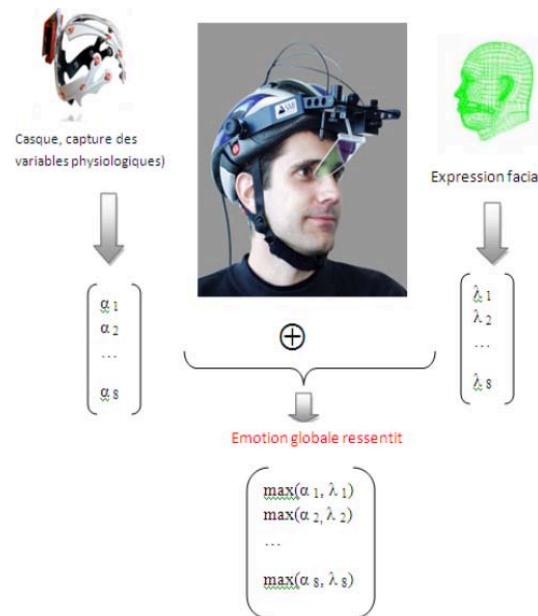 Casque, capture des
variables physiologiques)
Expression facia
α 1
α 2
...
α 8
λ 1
λ 2
...
λ 8
⊕
Emotion globale ressentit
max(α 1, λ 1)
max(α 2, λ 2)
...
max(α 8, λ 8)